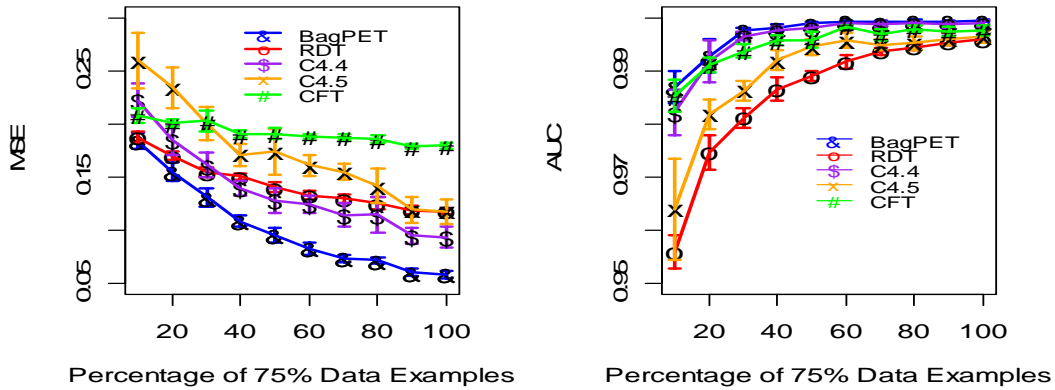 MSE
0.25
0.15
0.05
BagPET
RDT
C4.4
C4.5
CFT
&
o
$
×
#
20 40 60 80 100
Percentage of 75% Data Examples
AUC
0.99
0.97
0.95
BagPET
RDT
C4.4
C4.5
CFT
&
o
$
×
#
20 40 60 80 100
Percentage of 75% Data Examples